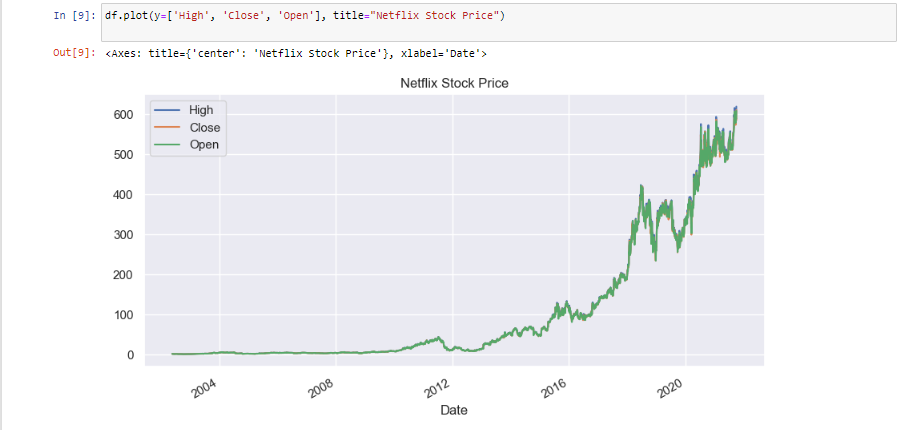 In [9]: df.plot(y=['High', 'Close', 'Open'], title="Netflix Stock Price")
Out[9]: <Axes: title={'center': 'Netflix Stock Price'}, xlabel='Date'>
Netflix Stock Price
High
Close
Open
600
500
400
300
200
100
0
2004 2008 2012 2016 2020
Date